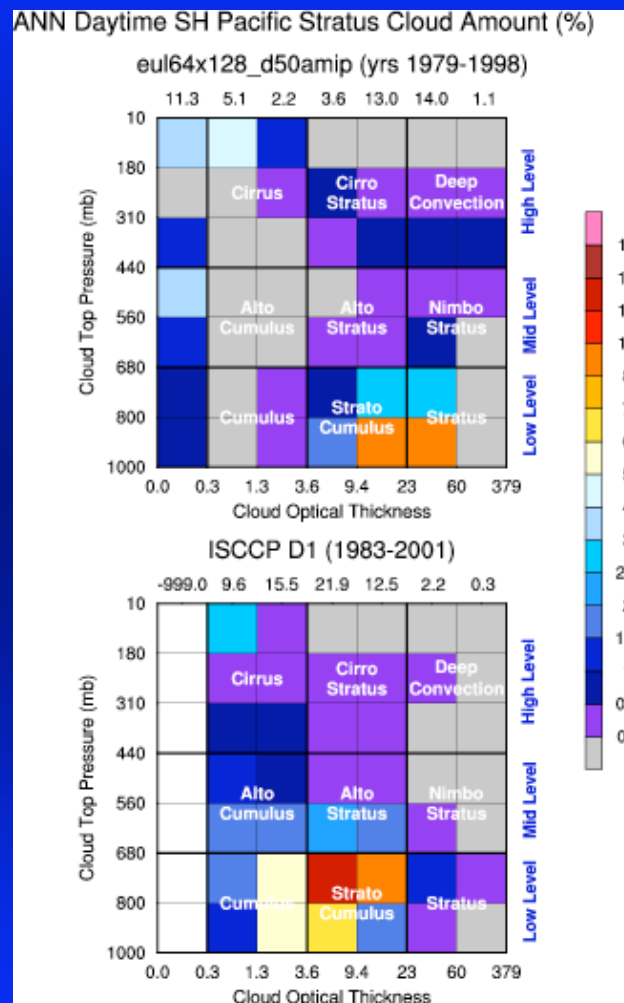 ANN Daytime SH Pacific Stratus Cloud Amount (%)
eul64x128_d50amip (yrs 1979-1998)
11.3 5.1 2.2 3.6 13.0 14.0 1.1
10
180
310
440
560
680
800
1000
Cloud Top Pressure (mb)
Cirrus
Cirro
Stratus
Deep
Convection
Alto
Cumulus
Alto
Stratus
Nimbo
Stratus
Cumulus
Strato
Cumulus
Stratus
High Level
Mid Level
Low Level
0.0 0.3 1.3 3.6 9.4 23 60 379
Cloud Optical Thickness
ISCCP D1 (1983-2001)
-999.0 9.6 15.5 21.9 12.5 2.2 0.3
10
180
310
440
560
680
800
1000
Cloud Top Pressure (mb)
Cirrus
Cirro
Stratus
Deep
Convection
Alto
Cumulus
Alto
Stratus
Nimbo
Stratus
Cumulus
Strato
Cumulus
Stratus
High Level
Mid Level
Low Level
0.0 0.3 1.3 3.6 9.4 23 60 379
Cloud Optical Thickness